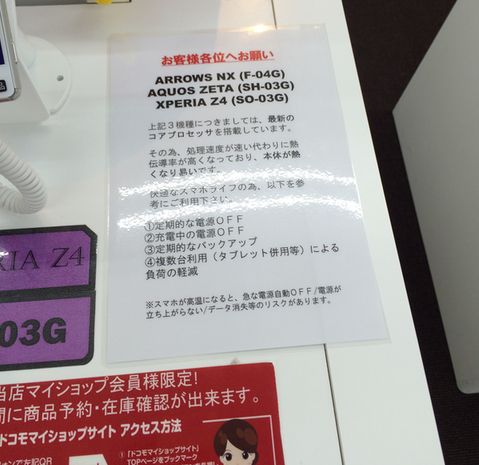 お客様各位へお願い
ARROWS NX (F-04G)
AQUOS ZETA (SH-03G)
XPERIA Z4 (SO-03G)
上記３機種につきましては、最新の
コアプロセッサを搭載しています。
その為、処理速度が速い代わりに熱
伝導率が高くなっており、本体が熱
くなり易いです。
快適なスマホライフの為、以下を参
考にご利用下さい。
①定期的な電源ＯＦＦ
②充電中の電源ＯＦＦ
③定期的なバックアップ
④複数台利用（タブレット併用等）による
負荷の軽減
※スマホが高温になると、急な電源自動ＯＦＦ/電源が
立ち上がらない/データ消失等のリスクがあります。
RIA Z4
03G
当店マイショップ会員様限定!
間に商品予約・在庫確認が出来ます。
ドコモマイショップサイト アクセス方法
ォンで左記QR
①「ドコモマイショップサイト」
TOPページをブックマーク